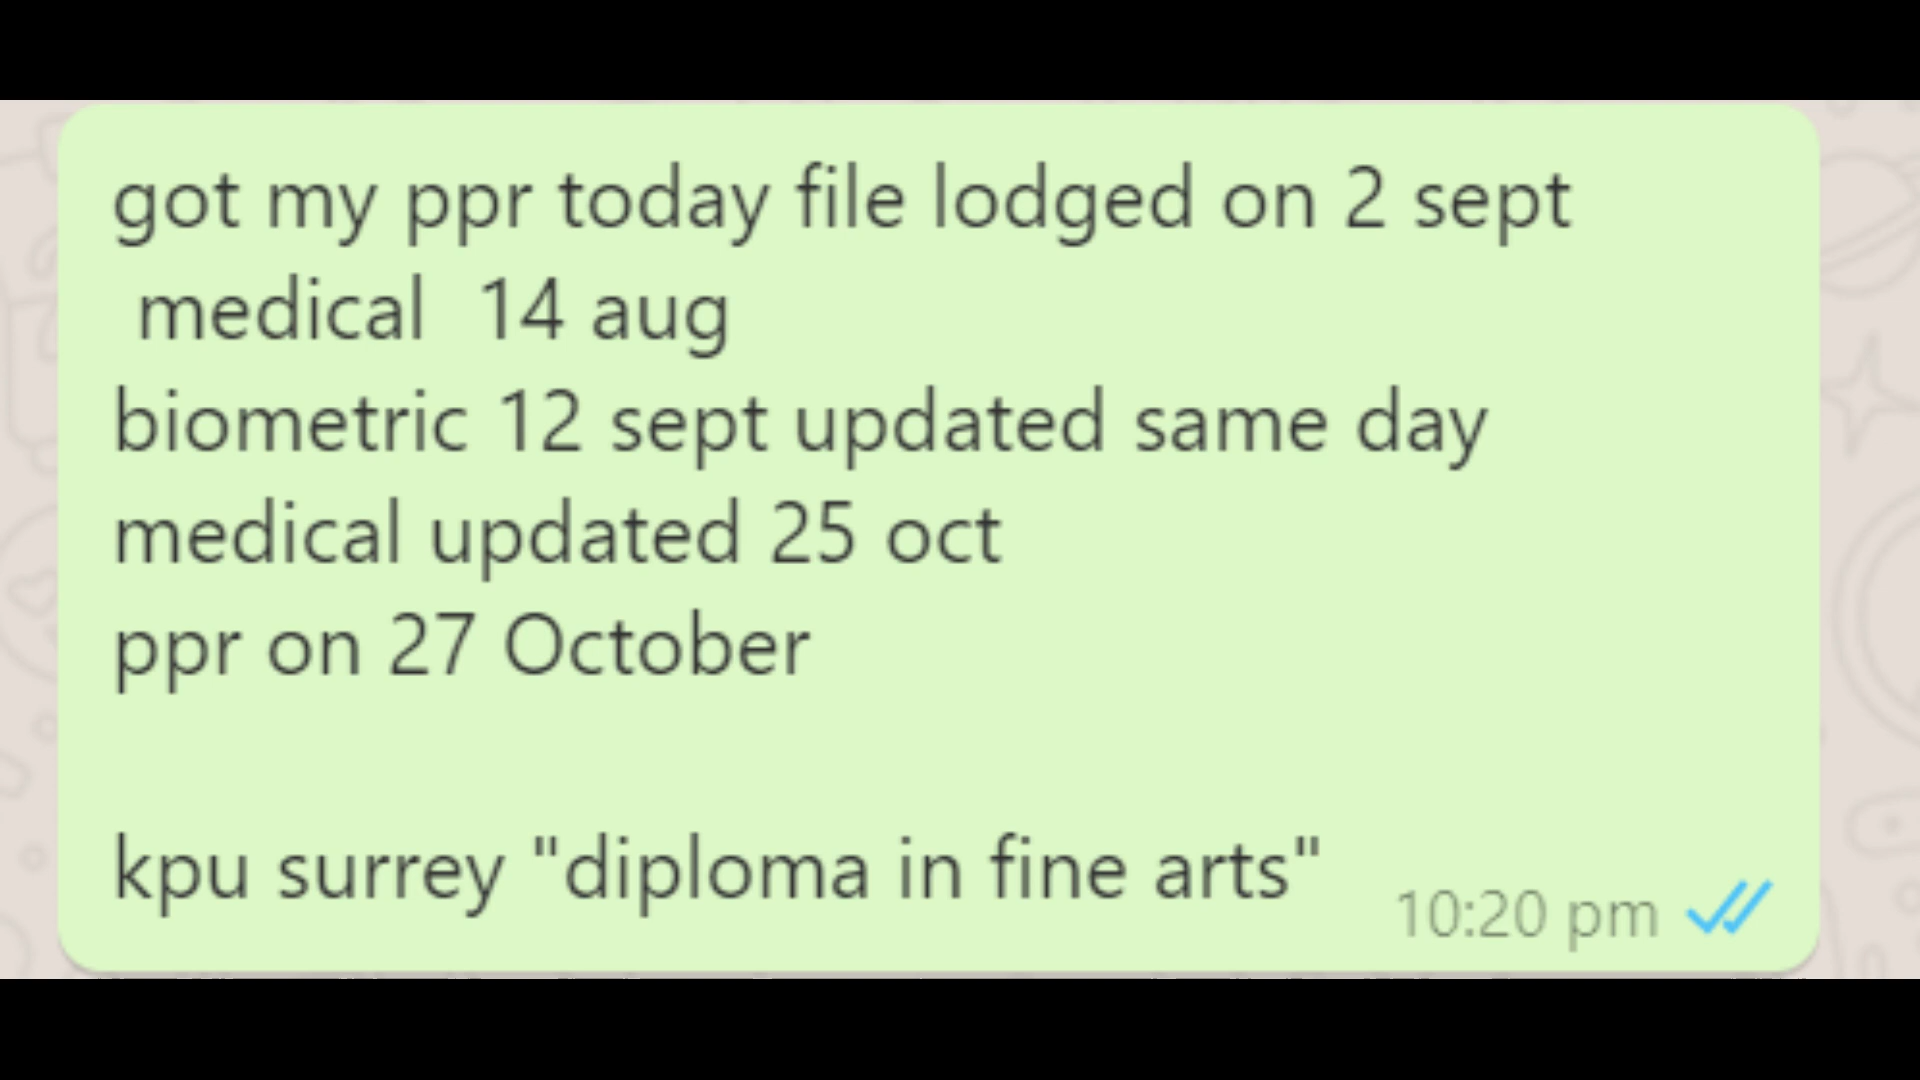 got my ppr today file lodged on 2 sept
medical  14 aug
biometric 12 sept updated same day
medical updated 25 oct
ppr on 27 October
kpu surrey "diploma in fine arts"
10:20 pm